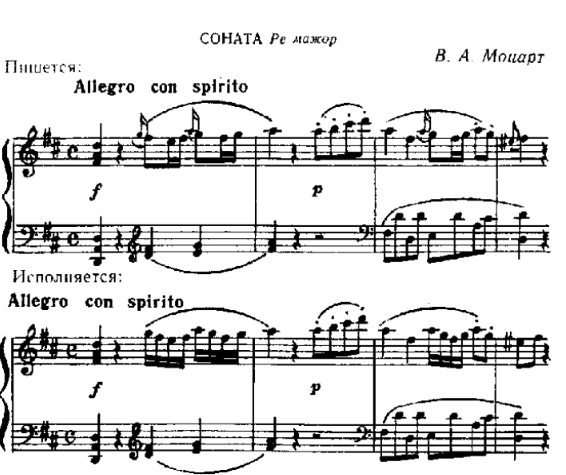 СОНАТА Ре мажор
В. А. Моцарт
Пишется:
Allegro con spirito
f
p
Исполняется:
Allegro con spirito
f
p